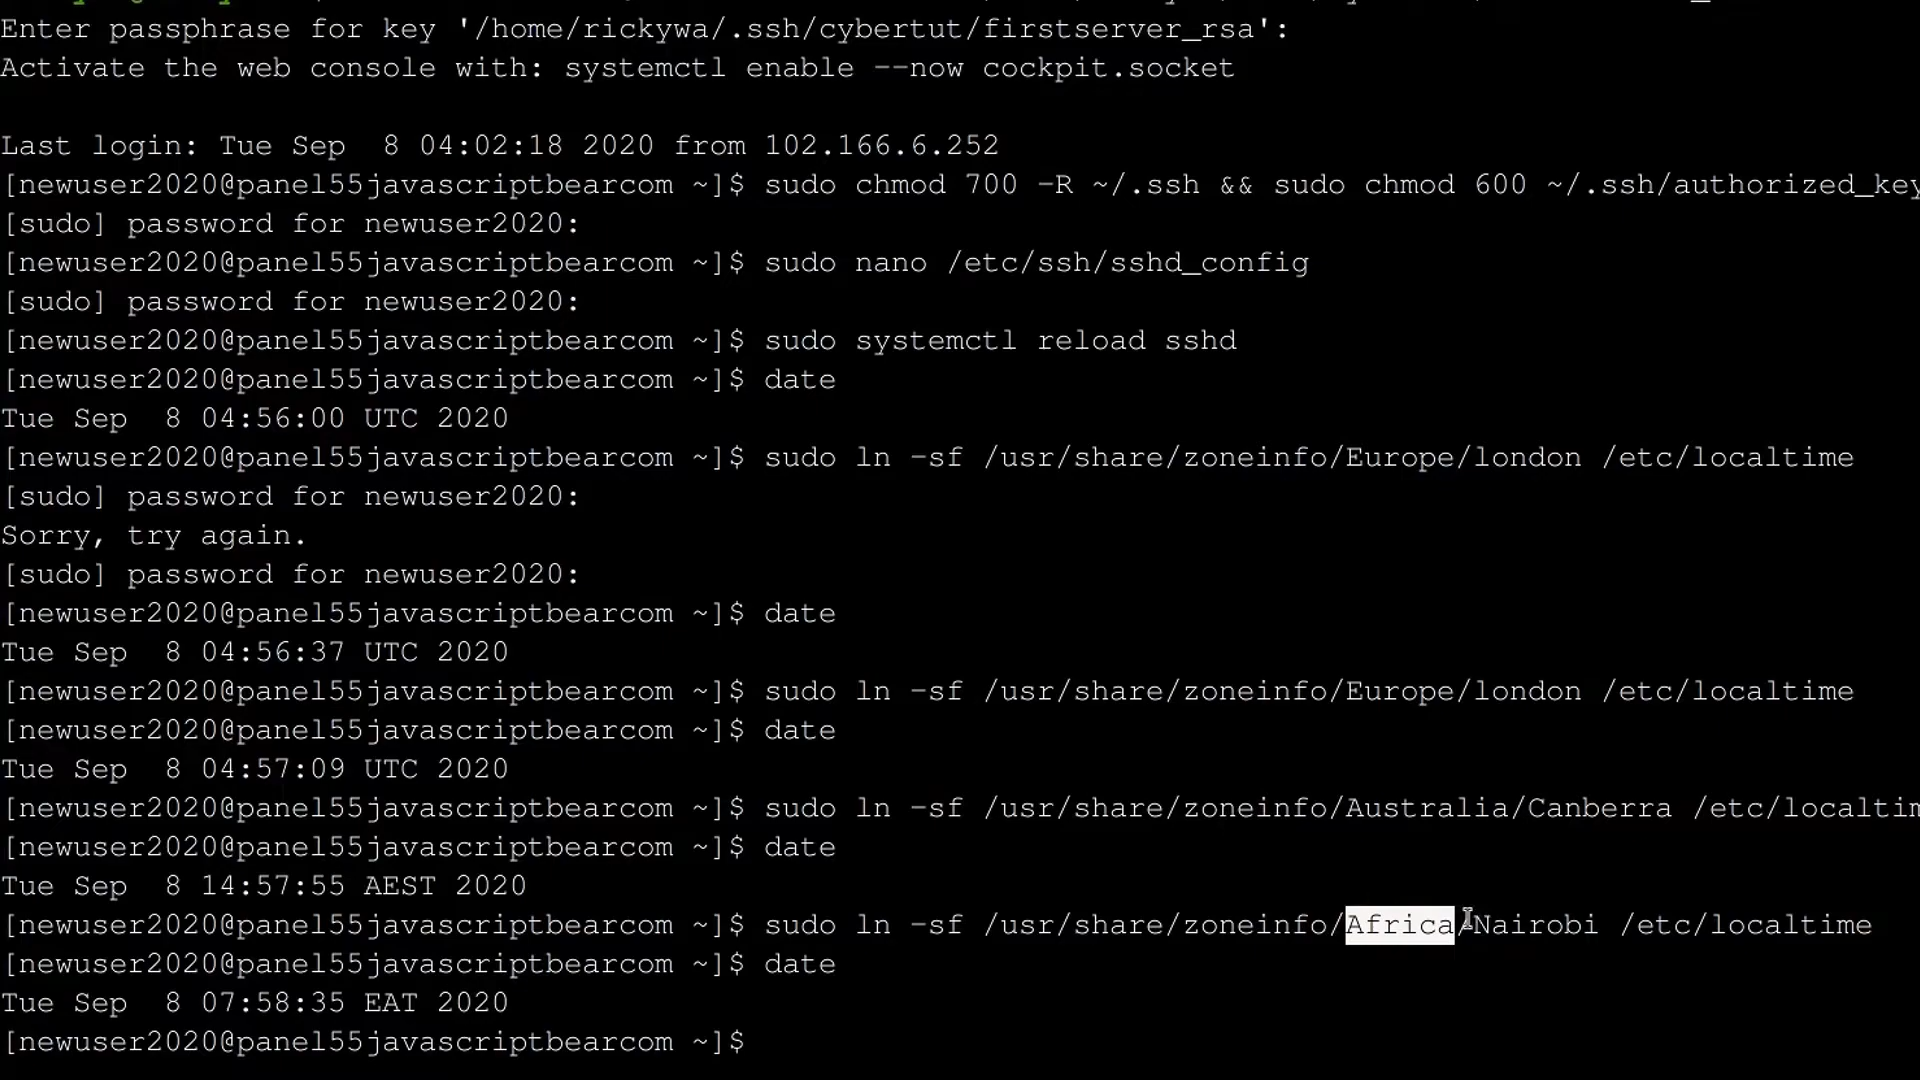 Enter passphrase for key '/home/rickywa/.ssh/cybertut/firstserver_rsa':
Activate the web console with: systemctl enable --now cockpit.socket
Last login: Tue Sep  8 04:02:18 2020 from 102.166.6.252
[newuser2020@panel55javascriptbearcom ~]$ sudo chmod 700 -R ~/.ssh && sudo chmod 600 ~/.ssh/authorized_key
[sudo] password for newuser2020:
[newuser2020@panel55javascriptbearcom ~]$ sudo nano /etc/ssh/sshd_config
[sudo] password for newuser2020:
[newuser2020@panel55javascriptbearcom ~]$ sudo systemctl reload sshd
[newuser2020@panel55javascriptbearcom ~]$ date
Tue Sep  8 04:56:00 UTC 2020
[newuser2020@panel55javascriptbearcom ~]$ sudo ln -sf /usr/share/zoneinfo/Europe/london /etc/localtime
[sudo] password for newuser2020:
Sorry, try again.
[sudo] password for newuser2020:
[newuser2020@panel55javascriptbearcom ~]$ date
Tue Sep  8 04:56:37 UTC 2020
[newuser2020@panel55javascriptbearcom ~]$ sudo ln -sf /usr/share/zoneinfo/Europe/london /etc/localtime
[newuser2020@panel55javascriptbearcom ~]$ date
Tue Sep  8 04:57:09 UTC 2020
[newuser2020@panel55javascriptbearcom ~]$ sudo ln -sf /usr/share/zoneinfo/Australia/Canberra /etc/localtim
[newuser2020@panel55javascriptbearcom ~]$ date
Tue Sep  8 14:57:55 AEST 2020
[newuser2020@panel55javascriptbearcom ~]$ sudo ln -sf /usr/share/zoneinfo/Africa/Nairobi /etc/localtime
[newuser2020@panel55javascriptbearcom ~]$ date
Tue Sep  8 07:58:35 EAT 2020
[newuser2020@panel55javascriptbearcom ~]$